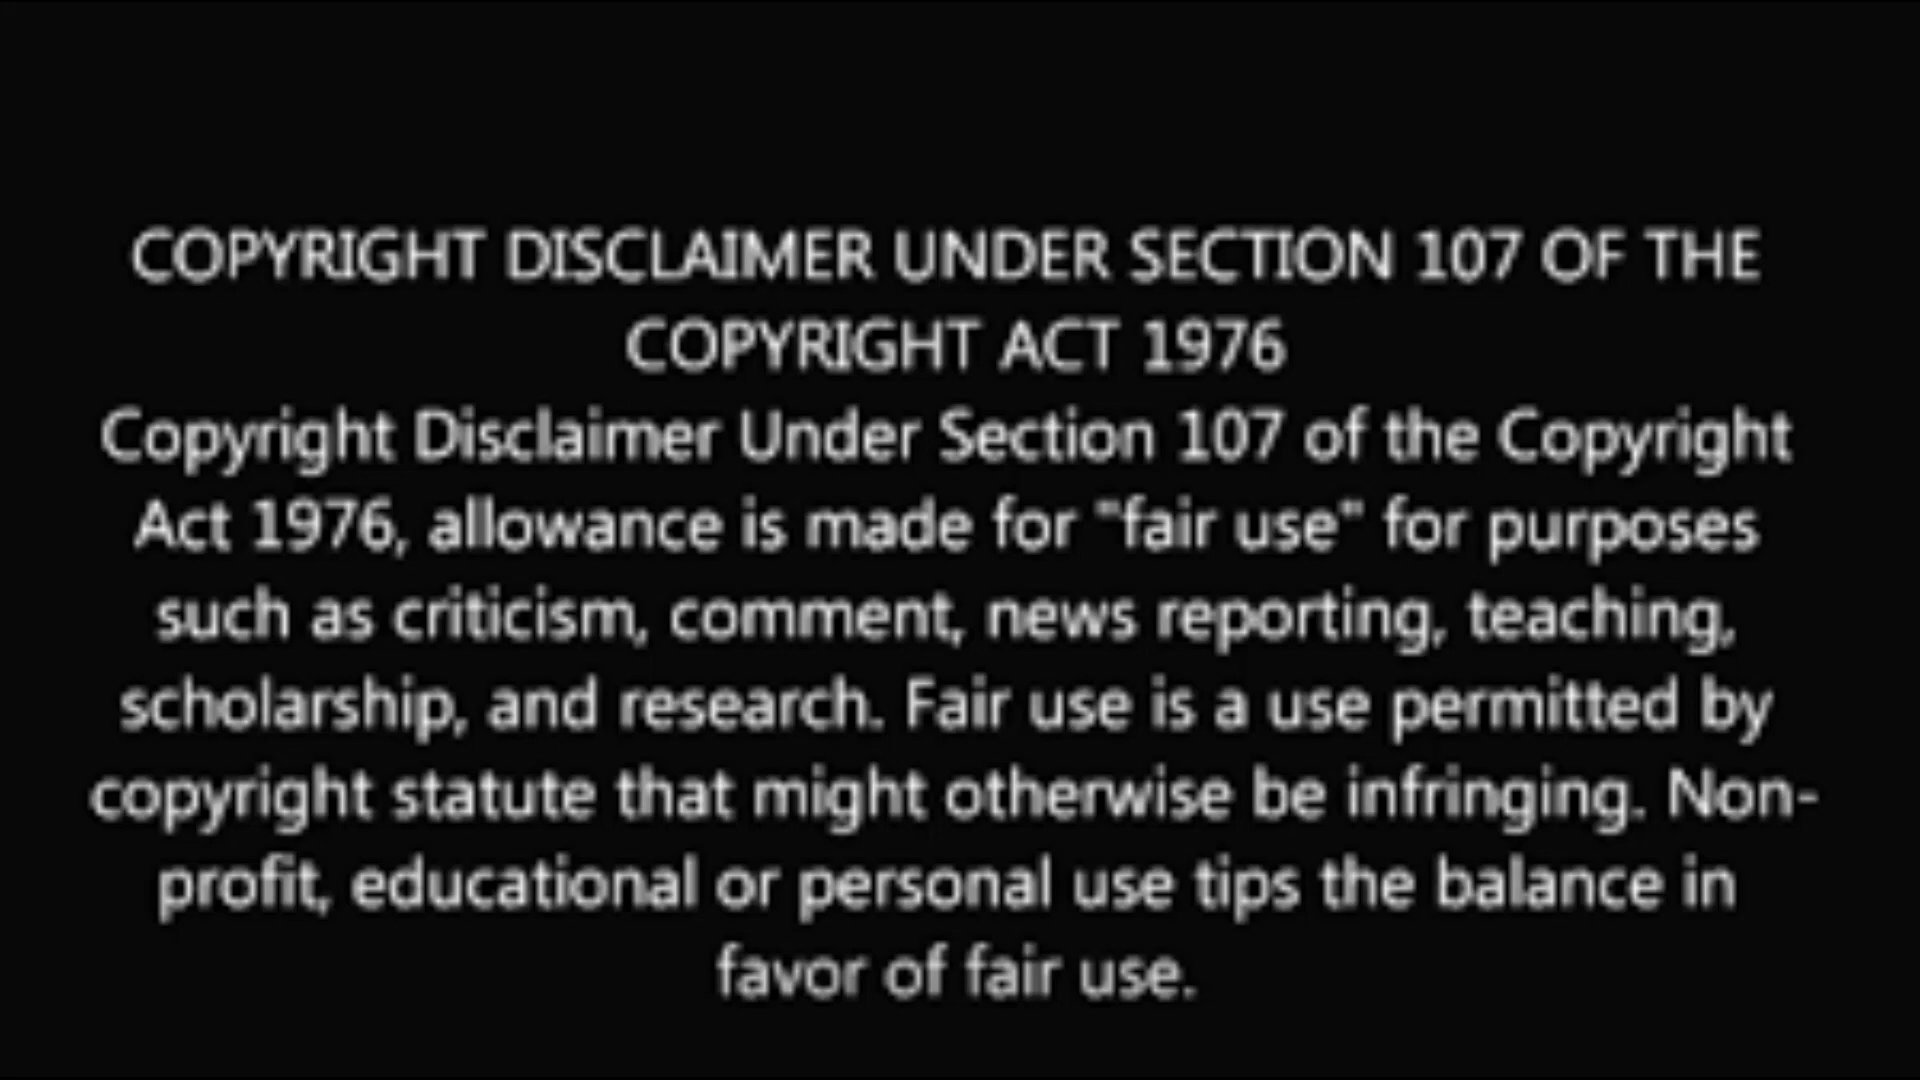 COPYRIGHT DISCLAIMER UNDER SECTION 107 OF THE
COPYRIGHT ACT 1976
Copyright Disclaimer Under Section 107 of the Copyright
Act 1976, allowance is made for "fair use" for purposes
such as criticism, comment, news reporting, teaching,
scholarship, and research. Fair use is a use permitted by
copyright statute that might otherwise be infringing. Non-
profit, educational or personal use tips the balance in
favor of fair use.